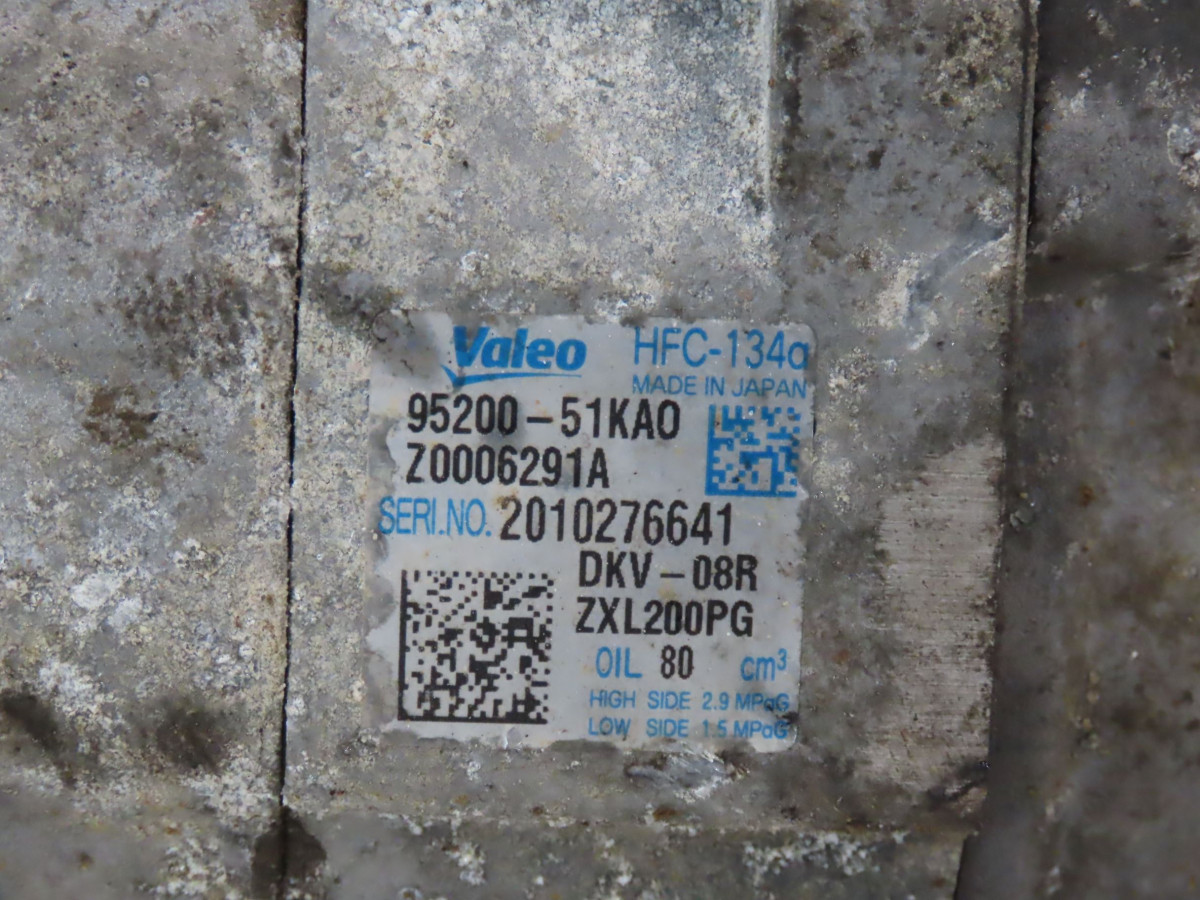 Valeo HFC-134a
MADE IN JAPAN
95200-51KA0
Z0006291A
SERI.NO. 2010276641
DKV-08R
ZXL200PG
OIL 80 cm³
HIGH SIDE 2.9 MPaG
LOW SIDE 1.5 MPaG